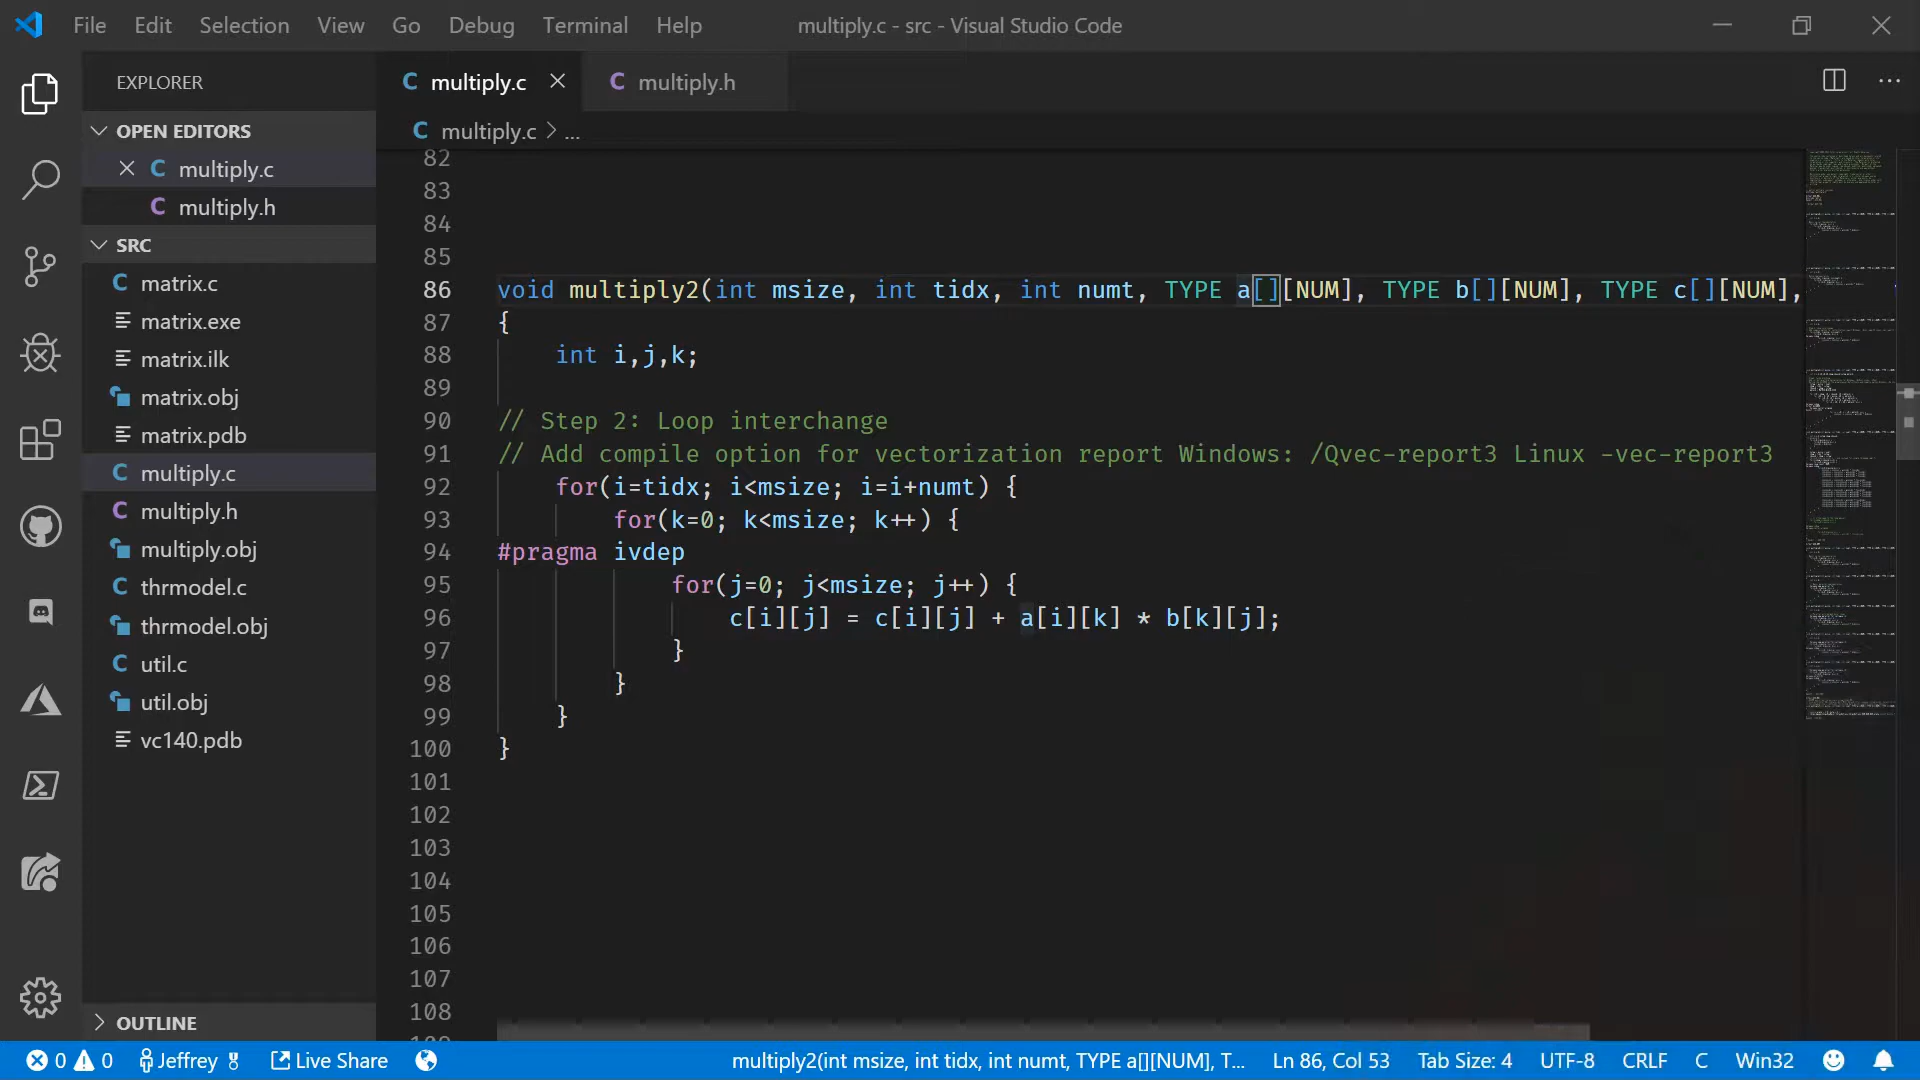 File Edit Selection View Go Debug Terminal Help multiply.c - src - Visual Studio Code
EXPLORER
OPEN EDITORS
multiply.c
multiply.h
SRC
matrix.c
matrix.exe
matrix.ilk
matrix.obj
matrix.pdb
multiply.c
multiply.h
multiply.obj
thrmodel.c
thrmodel.obj
util.c
util.obj
vc140.pdb
OUTLINE
C multiply.c C multiply.h
C multiply.c > ...
82
83
84
85
86 void multiply2(int msize, int tidx, int numt, TYPE a[][NUM], TYPE b[][NUM], TYPE c[][NUM],
87 {
88 int i,j,k;
89
90 // Step 2: Loop interchange
91 // Add compile option for vectorization report Windows: /Qvec-report3 Linux -vec-report3
92 for(i=tidx; i<msize; i=i+numt) {
93 for(k=0; k<msize; k++) {
94 #pragma ivdep
95 for(j=0; j<msize; j++) {
96 c[i][j] = c[i][j] + a[i][k] * b[k][j];
97 }
98 }
99 }
100 }
101
102
103
104
105
106
107
108
0 0 Jeffrey Live Share multiply2(int msize, int tidx, int numt, TYPE a[][NUM], T... Ln 86, Col 53 Tab Size: 4 UTF-8 CRLF C Win32